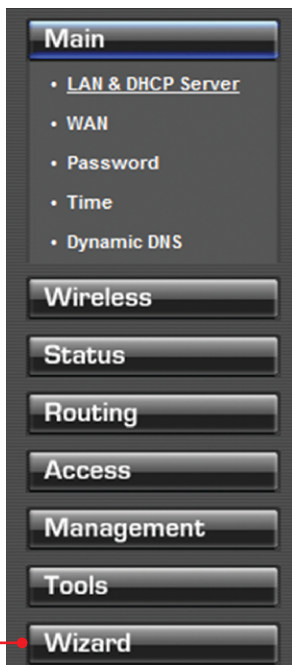 Main
• LAN & DHCP Server
• WAN
• Password
• Time
• Dynamic DNS
Wireless
Status
Routing
Access
Management
Tools
Wizard